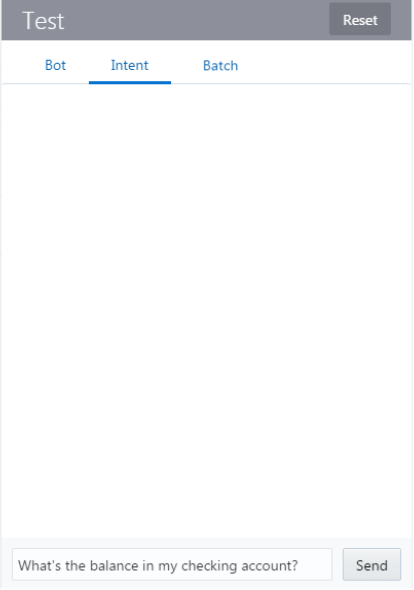 Test Reset
Bot Intent Batch
What's the balance in my checking account? Send